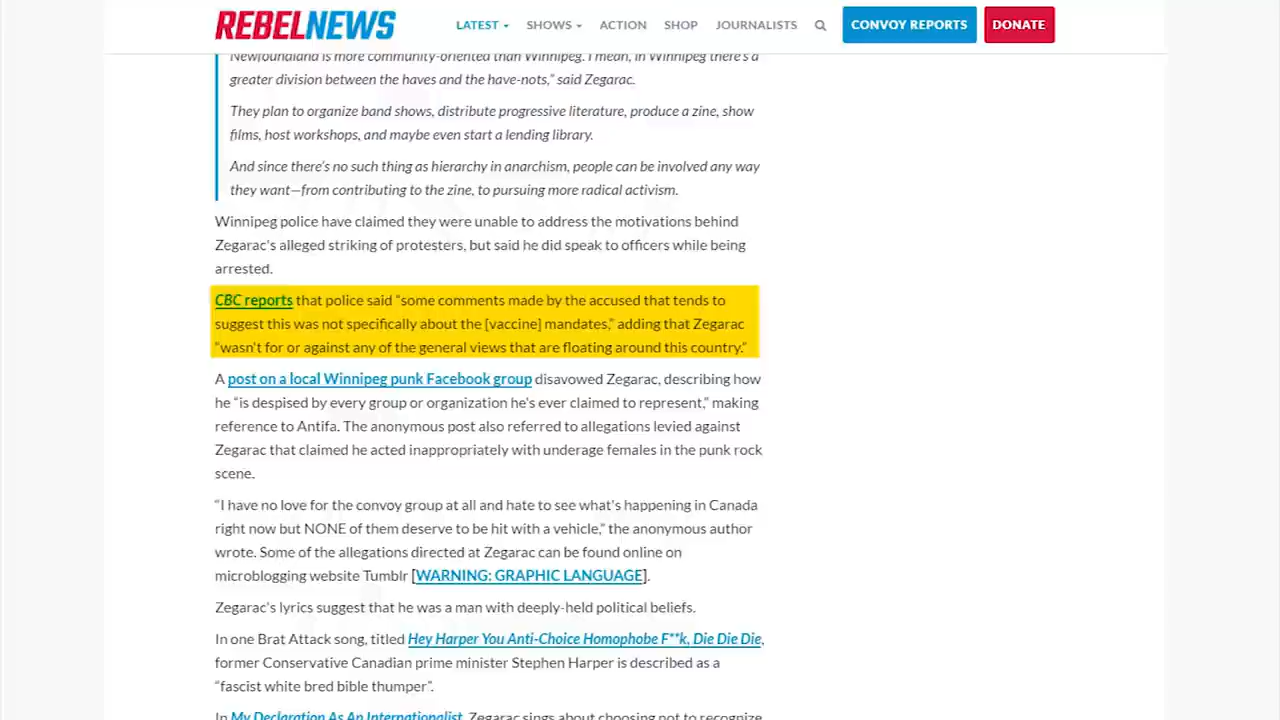 REBELNEWS
LATEST SHOWS ACTION SHOP JOURNALISTS CONVOY REPORTS DONATE
Newfoundland is more community-oriented than Winnipeg. I mean, in Winnipeg there's a
greater division between the haves and the have-nots,” said Zegarac.
They plan to organize band shows, distribute progressive literature, produce a zine, show
films, host workshops, and maybe even start a lending library.
And since there's no such thing as hierarchy in anarchism, people can be involved any way
they want—from contributing to the zine, to pursuing more radical activism.
Winnipeg police have claimed they were unable to address the motivations behind
Zegarac's alleged striking of protesters, but said he did speak to officers while being
arrested.
CBC reports that police said “some comments made by the accused that tends to
suggest this was not specifically about the [vaccine] mandates,” adding that Zegarac
“wasn't for or against any of the general views that are floating around this country.”
A post on a local Winnipeg punk Facebook group disavowed Zegarac, describing how
he “is despised by every group or organization he's ever claimed to represent,” making
reference to Antifa. The anonymous post also referred to allegations levied against
Zegarac that claimed he acted inappropriately with underage females in the punk rock
scene.
“I have no love for the convoy group at all and hate to see what's happening in Canada
right now but NONE of them deserve to be hit with a vehicle,” the anonymous author
wrote. Some of the allegations directed at Zegarac can be found online on
microblogging website Tumblr [WARNING: GRAPHIC LANGUAGE].
Zegarac's lyrics suggest that he was a man with deeply-held political beliefs.
In one Brat Attack song, titled Hey Harper You Anti-Choice Homophobe F**k, Die Die Die,
former Conservative Canadian prime minister Stephen Harper is described as a
“fascist white bred bible thumper”.
In My Declaration As An Internationalist, Zegarac sings about choosing not to recognize